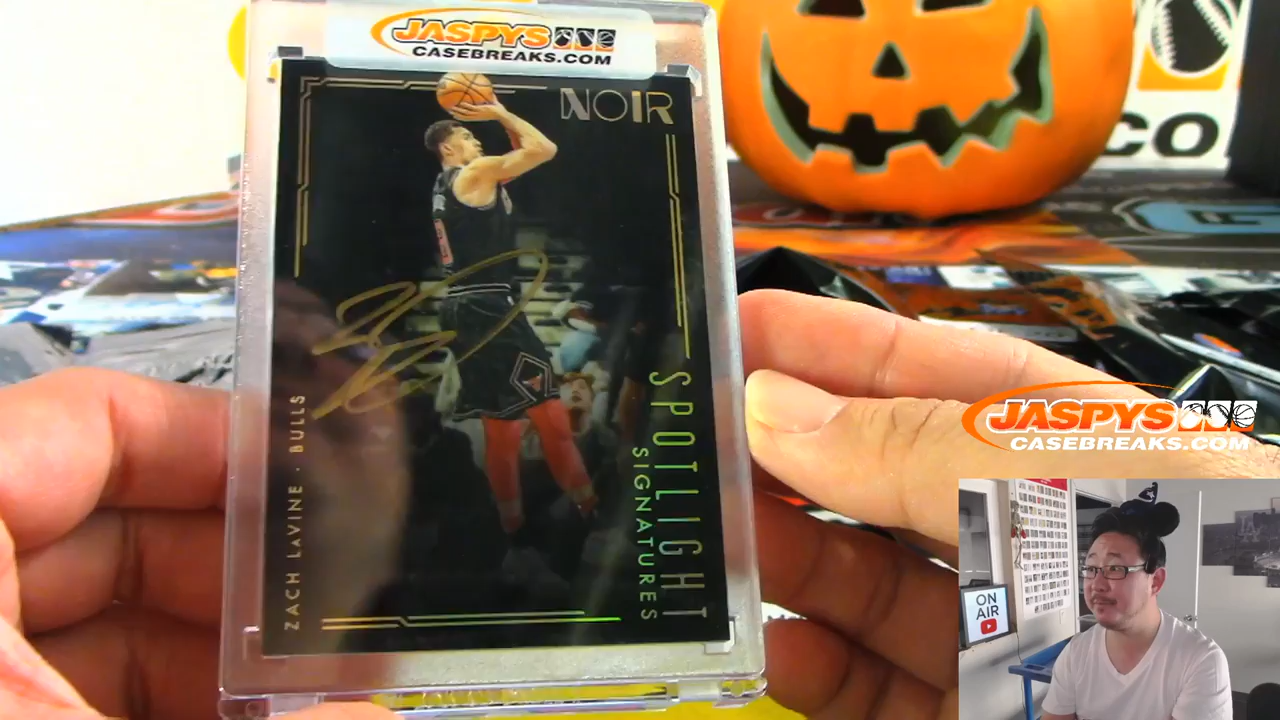 JASPYS
CASEBREAKS.COM
NOIR
SPOTLIGHT
SIGNATURES
ZACH LAVINE · BULLS
CO
JASPYS
CASEBREAKS.COM
ON
AIR